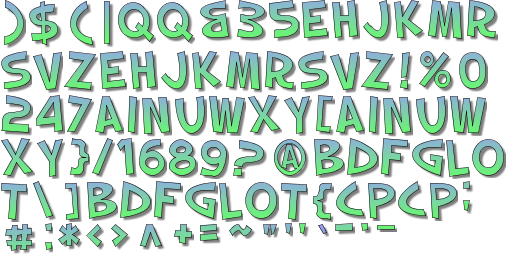 )$(|QQ&35EHJKMR
SVZEHJKMRSVZ!%0
247AINUWXY[AINUW
XY}/1689?@BDFGLO
T\]BDFGLOT{CPCP;
#:*<>^+=~"'',`.¨-